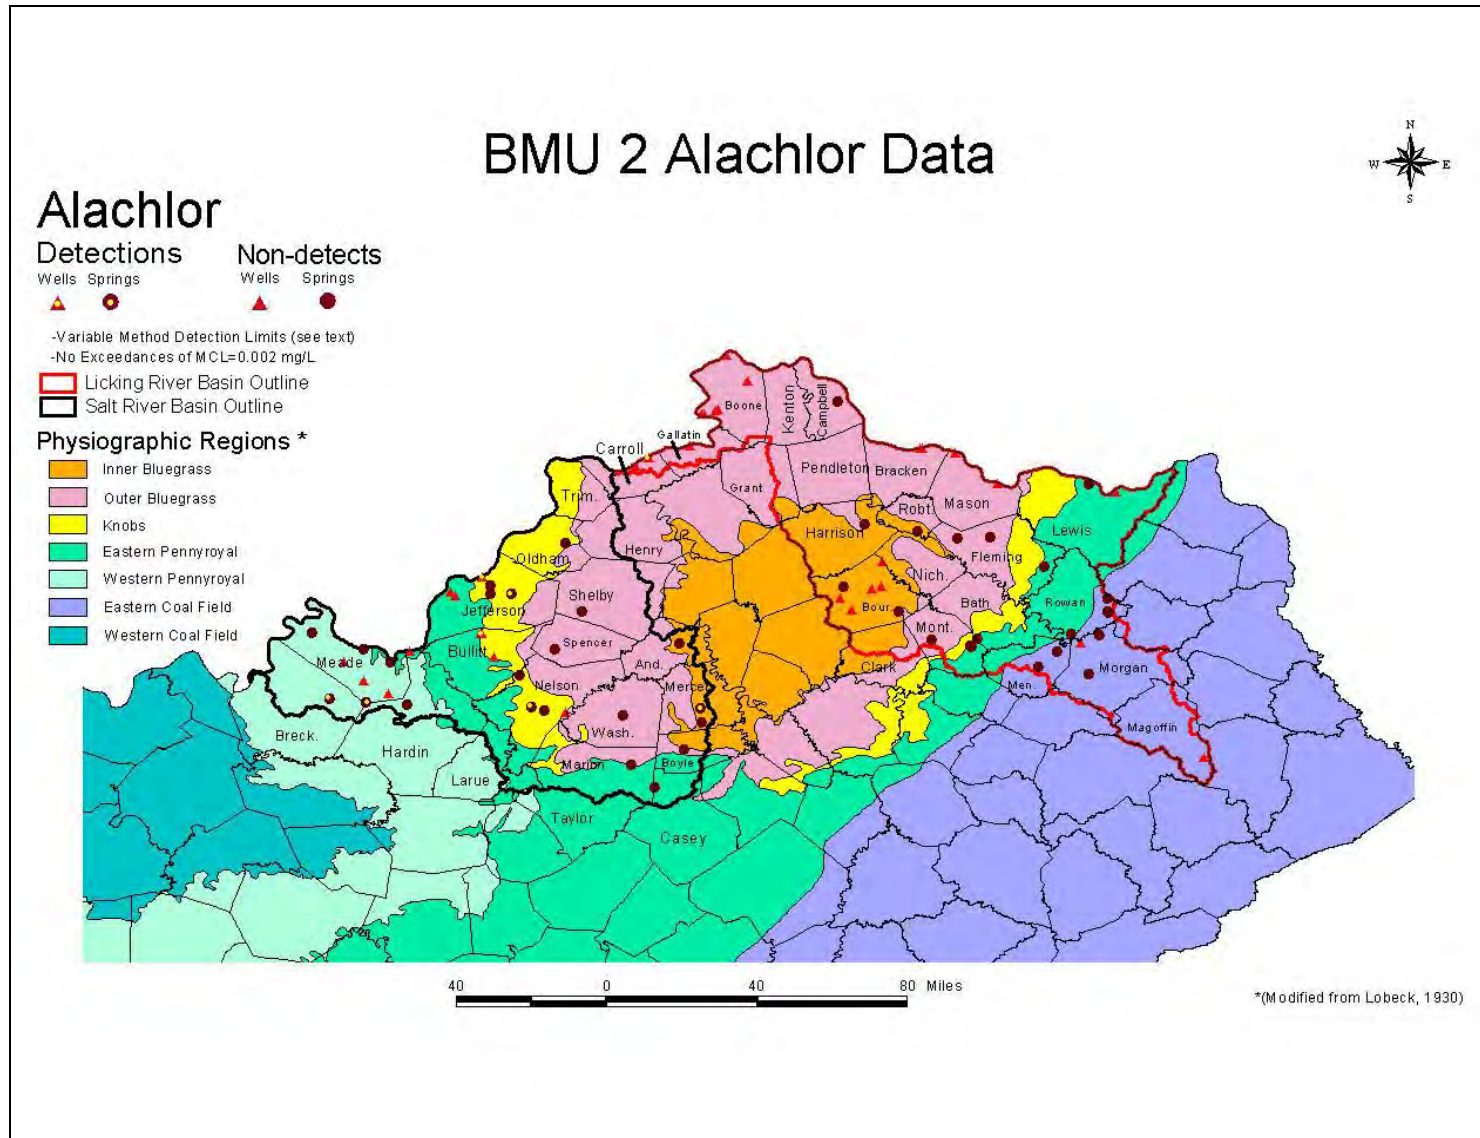 BMU 2 Alachlor Data
N
W E
S
Alachlor
Detections Non-detects
Wells Springs Wells Springs
-Variable Method Detection Limits (see text)
-No Exceedances of MCL=0.002 mg/L
Licking River Basin Outline
Salt River Basin Outline
Physiographic Regions *
Inner Bluegrass
Outer Bluegrass
Knobs
Eastern Pennyroyal
Western Pennyroyal
Eastern Coal Field
Western Coal Field
Boone
Kenton
Campbell
Gallatin
Carroll
Pendleton
Bracken
Grant
Trim.
Robt.
Mason
Harrison
Lewis
Henry
Oldham
Fleming
Nich.
Shelby
Jefferson
Bour.
Bath
Rowan
Mont.
Spencer
Bullitt
And.
Clark
Meade
Morgan
Men.
Nelson
Mercer
Magoffin
Wash.
Breck.
Hardin
Marion
Boyle
Larue
Taylor
Casey
40 0 40 80 Miles
*(Modified from Lobeck, 1930)